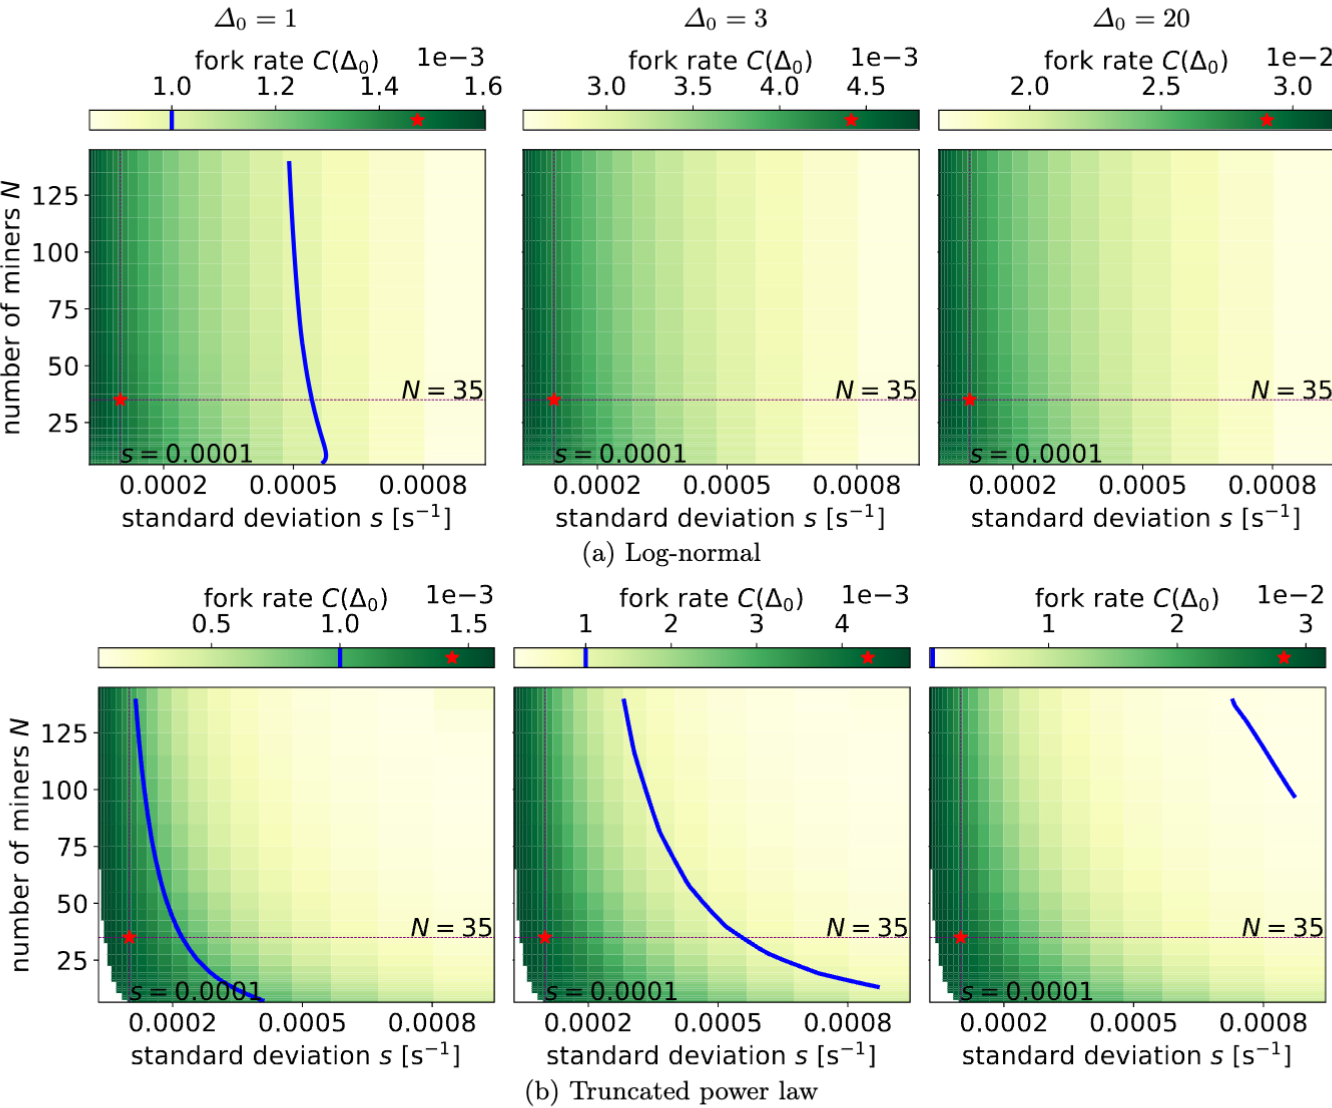 Δ₀ = 1 Δ₀ = 3 Δ₀ = 20
fork rate C(Δ₀) 1e−3 fork rate C(Δ₀) 1e−3 fork rate C(Δ₀) 1e−2
1.0 1.2 1.4 1.6 3.0 3.5 4.0 4.5 2.0 2.5 3.0
number of miners N
125
100
75
50
25
N = 35 N = 35 N = 35
s = 0.0001 s = 0.0001 s = 0.0001
0.0002 0.0005 0.0008 0.0002 0.0005 0.0008 0.0002 0.0005 0.0008
standard deviation s [s⁻¹] standard deviation s [s⁻¹] standard deviation s [s⁻¹]
(a) Log-normal
fork rate C(Δ₀) 1e−3 fork rate C(Δ₀) 1e−3 fork rate C(Δ₀) 1e−2
0.5 1.0 1.5 1 2 3 4 1 2 3
number of miners N
125
100
75
50
25
N = 35 N = 35 N = 35
s = 0.0001 s = 0.0001 s = 0.0001
0.0002 0.0005 0.0008 0.0002 0.0005 0.0008 0.0002 0.0005 0.0008
standard deviation s [s⁻¹] standard deviation s [s⁻¹] standard deviation s [s⁻¹]
(b) Truncated power law